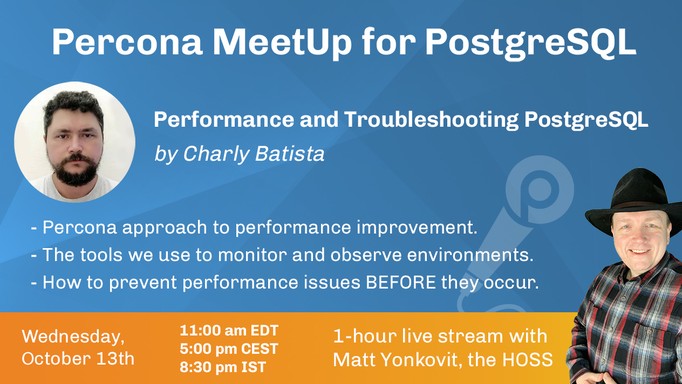 Percona MeetUp for PostgreSQL
Performance and Troubleshooting PostgreSQL
by Charly Batista
- Percona approach to performance improvement.
- The tools we use to monitor and observe environments.
- How to prevent performance issues BEFORE they occur.
Wednesday,
October 13th
11:00 am EDT
5:00 pm CEST
8:30 pm IST
1-hour live stream with
Matt Yonkovit, the HOSS